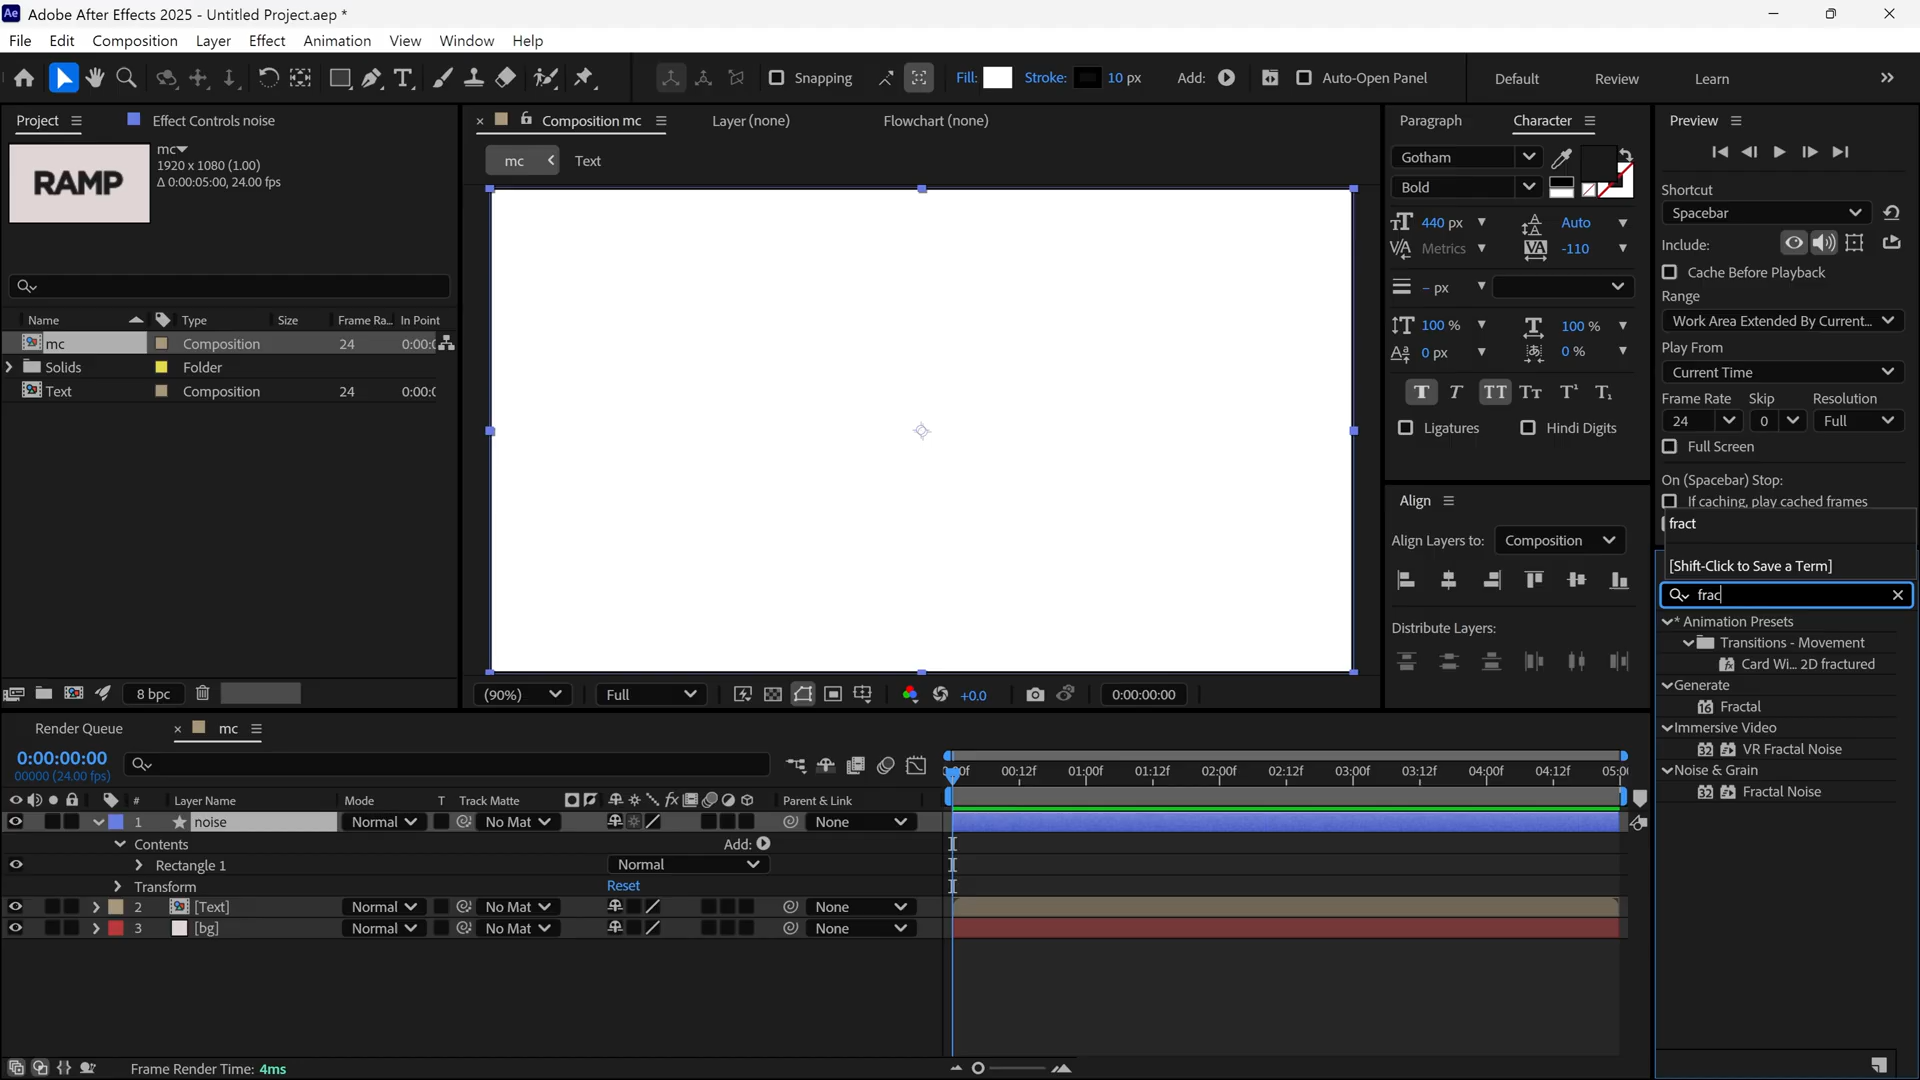 Adobe After Effects 2025 - Untitled Project.aep *
File Edit Composition Layer Effect Animation View Window Help
Snapping Fill: Stroke: 10 px Add: Auto-Open Panel Default Review Learn
Project Effect Controls noise
RAMP
mc
1920 x 1080 (1.00)
Δ 0:00:05:00, 24.00 fps
Name Type Size Frame Ra... In Point
mc Composition 24 0:00:0
Solids Folder
Text Composition 24 0:00:0
8 bpc
Composition mc Layer (none) Flowchart (none)
mc Text
(90%) Full +0.0 0:00:00:00
Paragraph Character
Gotham
Bold
440 px Auto
Metrics -110
- px
100 % 100 %
0 px 0 %
Ligatures Hindi Digits
Align
Align Layers to: Composition
Distribute Layers:
Preview
Shortcut
Spacebar
Include:
Cache Before Playback
Range
Work Area Extended By Current...
Play From
Current Time
Frame Rate Skip Resolution
24 0 Full
Full Screen
On (Spacebar) Stop:
If caching, play cached frames
fract
[Shift-Click to Save a Term]
frac
* Animation Presets
Transitions - Movement
Card Wi... 2D fractured
Generate
Fractal
Immersive Video
VR Fractal Noise
Noise & Grain
Fractal Noise
Render Queue mc
0:00:00:00
00000 (24.00 fps)
00:12f 01:00f 01:12f 02:00f 02:12f 03:00f 03:12f 04:00f 04:12f
# Layer Name Mode T Track Matte Parent & Link
1 noise Normal No Mat None
Contents Add:
Rectangle 1 Normal
Transform Reset
2 [Text] Normal No Mat None
3 [bg] Normal No Mat None
Frame Render Time: 4ms